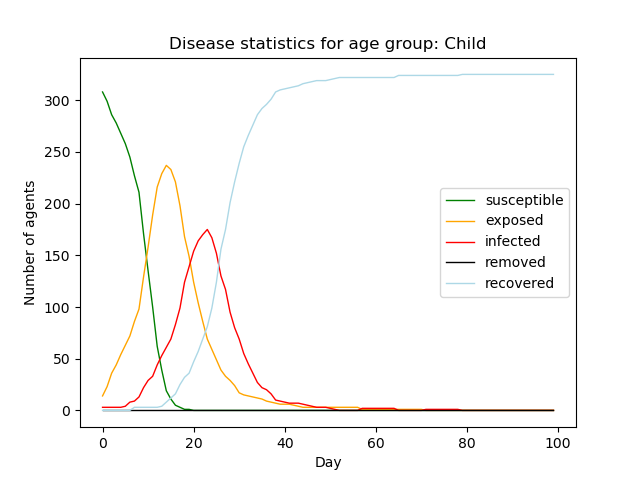 Disease statistics for age group: Child
Number of agents
300
250
200
150
100
50
0
susceptible
exposed
infected
removed
recovered
0 20 40 60 80 100
Day